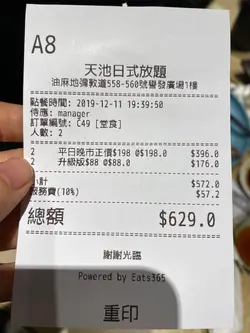 A8
天池日式放題
油麻地彌敦道558-560號譽發廣場1樓
點餐時間: 2019-12-11 19:39:50
侍應: manager
訂單編號: C49 [堂食]
人數: 2
2 平日晚市正價$198 @$198.0 $396.0
2 升級版$88 @$88.0 $176.0
小計 $572.0
服務費(10%) $57.2
總額 $629.0
謝謝光臨
Powered by Eats365
重印